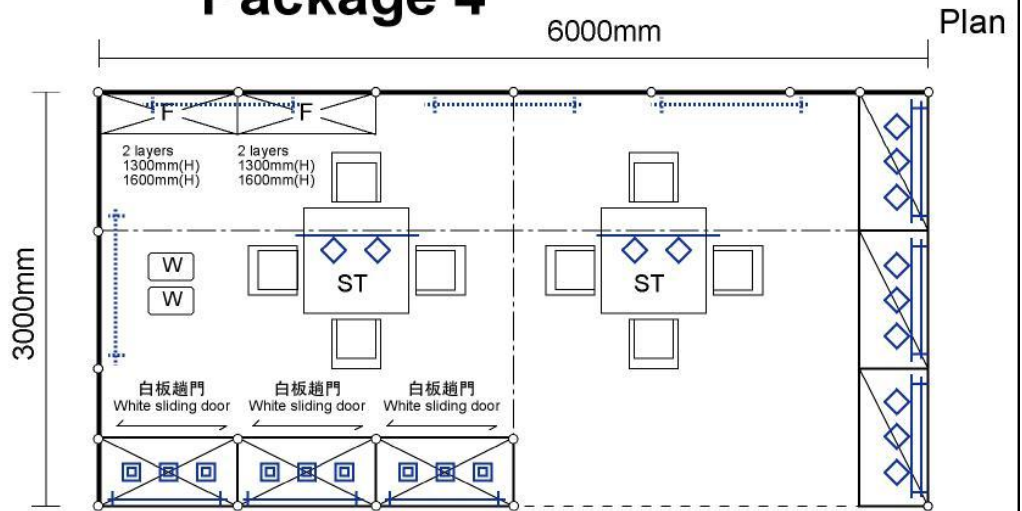 Package 4
Plan
6000mm
3000mm
F
F
2 layers
1300mm(H)
1600mm(H)
2 layers
1300mm(H)
1600mm(H)
W
W
ST
ST
白板趟門
White sliding door
白板趟門
White sliding door
白板趟門
White sliding door